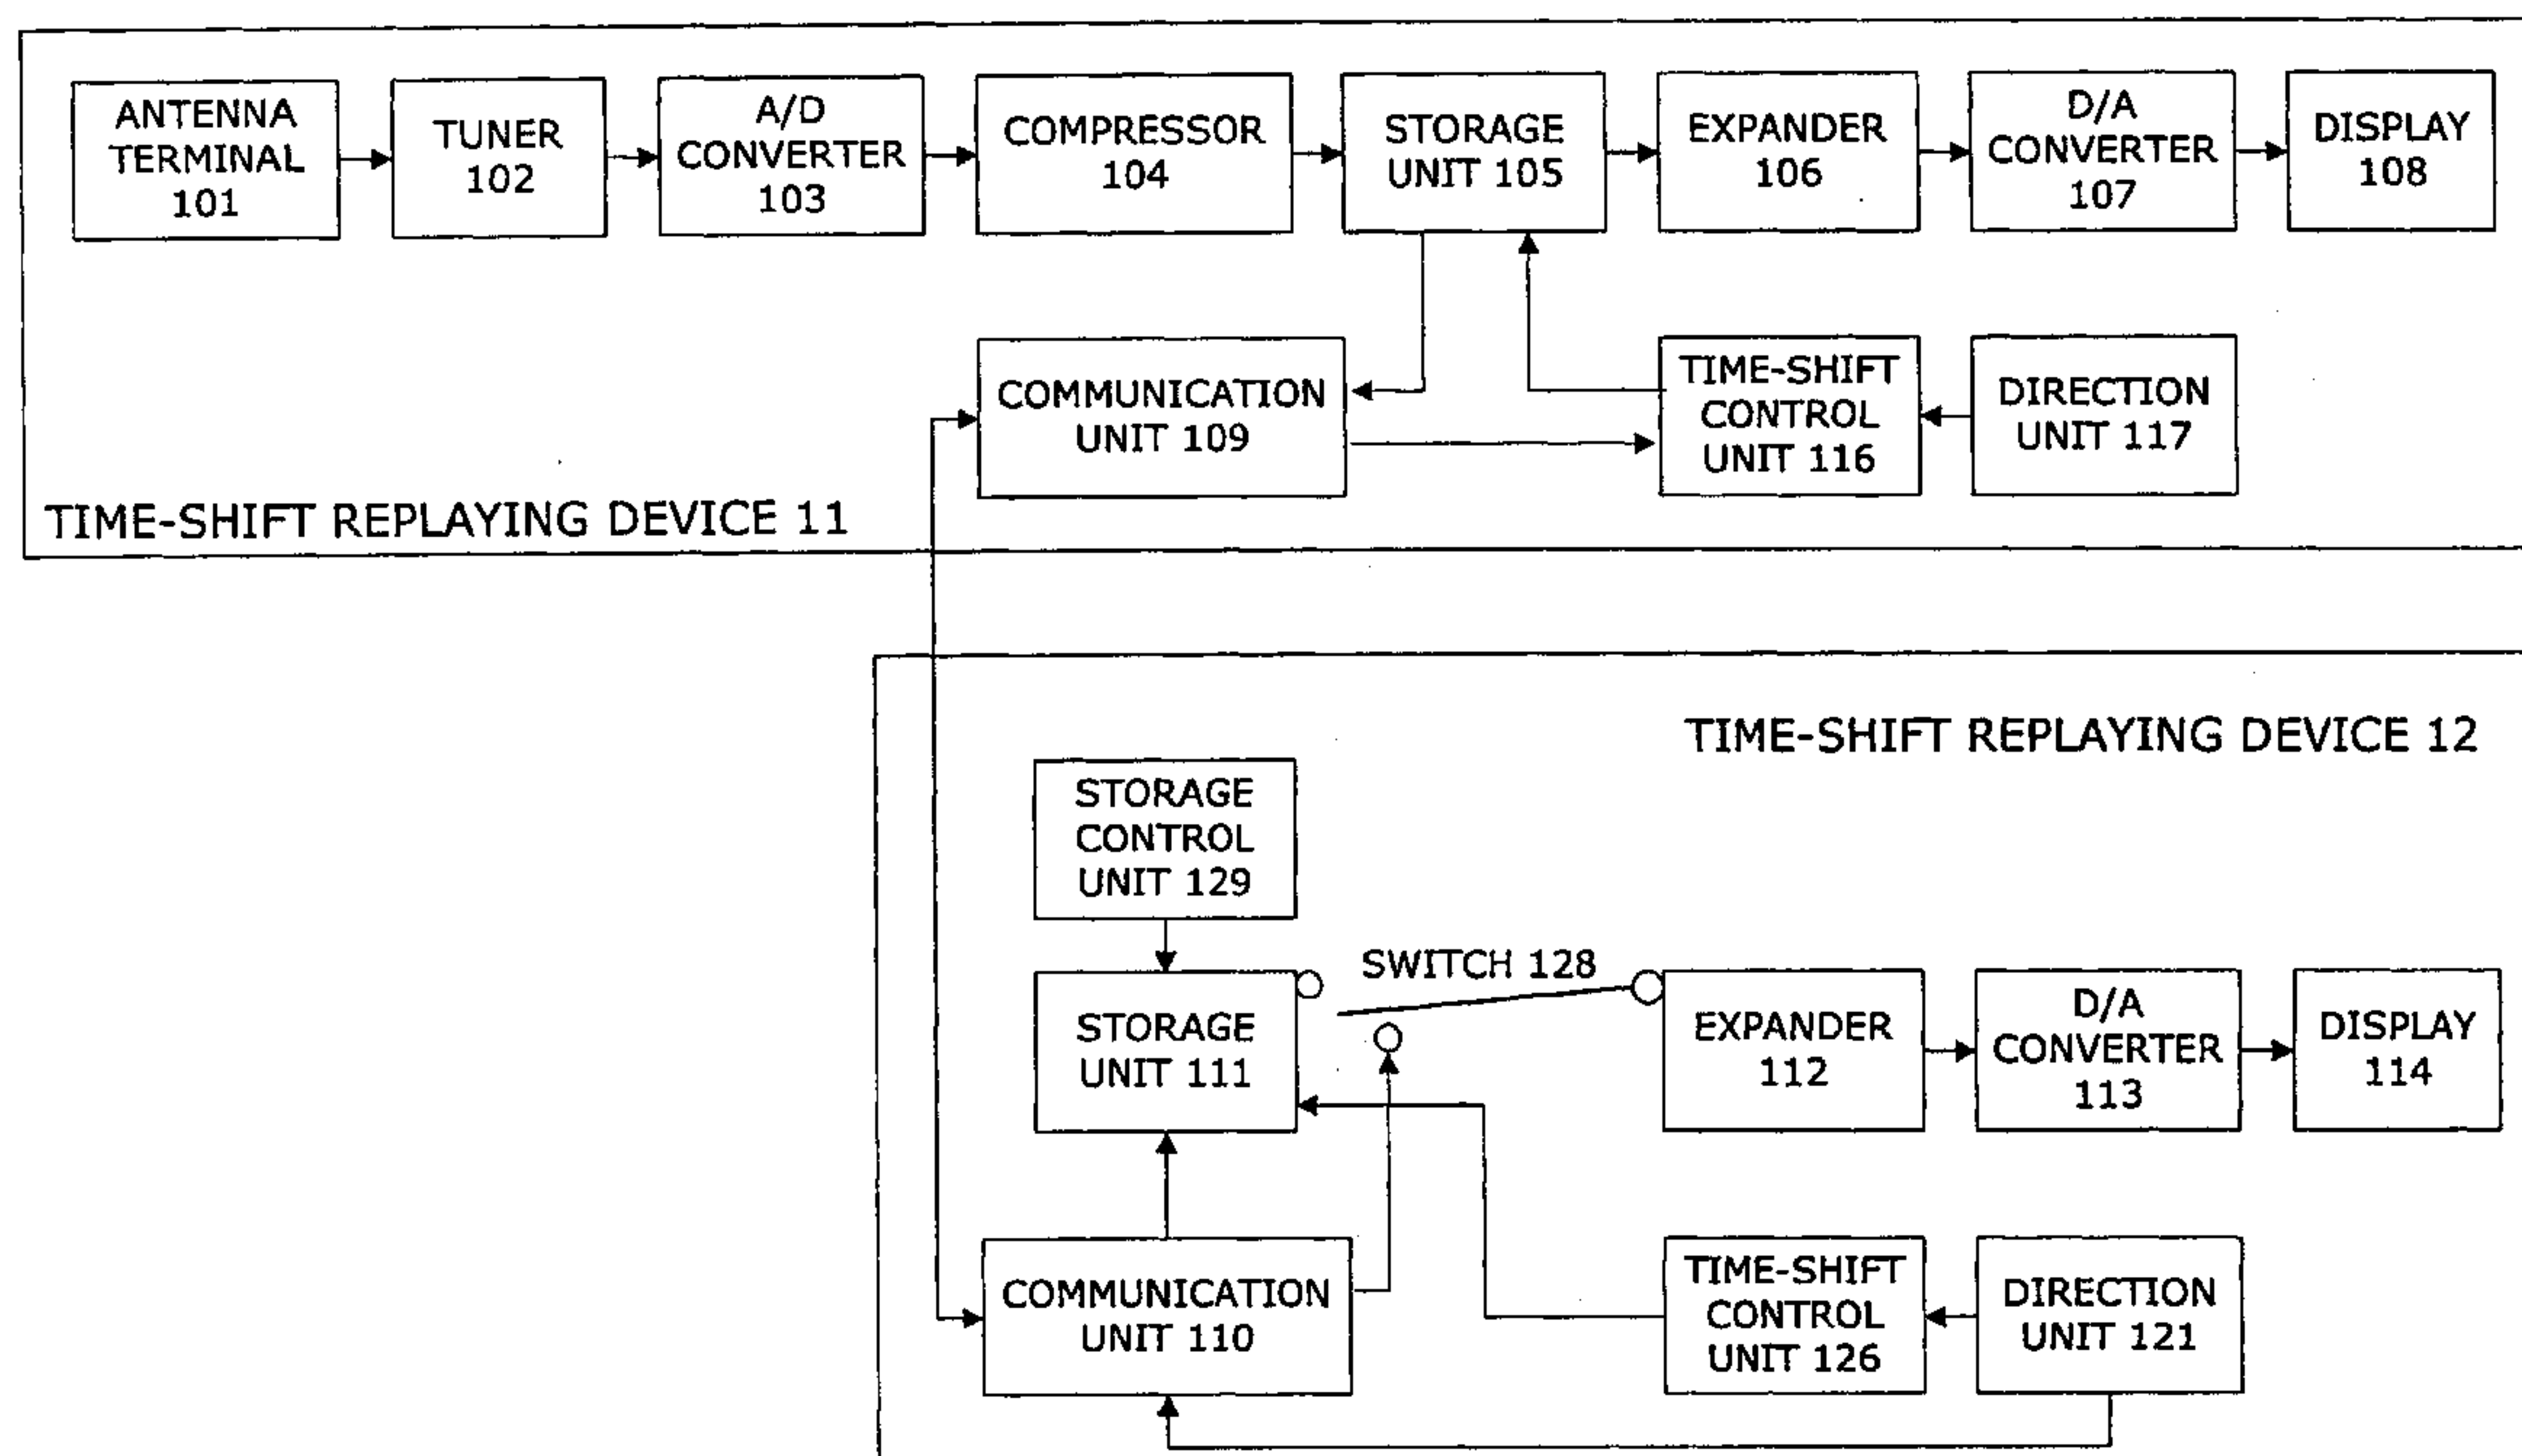 ANTENNA
TERMINAL
101
TUNER
102
A/D
CONVERTER
103
COMPRESSOR
104
STORAGE
UNIT 105
EXPANDER
106
D/A
CONVERTER
107
DISPLAY
108
COMMUNICATION
UNIT 109
TIME-SHIFT
CONTROL
UNIT 116
DIRECTION
UNIT 117
TIME-SHIFT REPLAYING DEVICE 11
TIME-SHIFT REPLAYING DEVICE 12
STORAGE
CONTROL
UNIT 129
SWITCH 128
STORAGE
UNIT 111
EXPANDER
112
D/A
CONVERTER
113
DISPLAY
114
COMMUNICATION
UNIT 110
TIME-SHIFT
CONTROL
UNIT 126
DIRECTION
UNIT 121